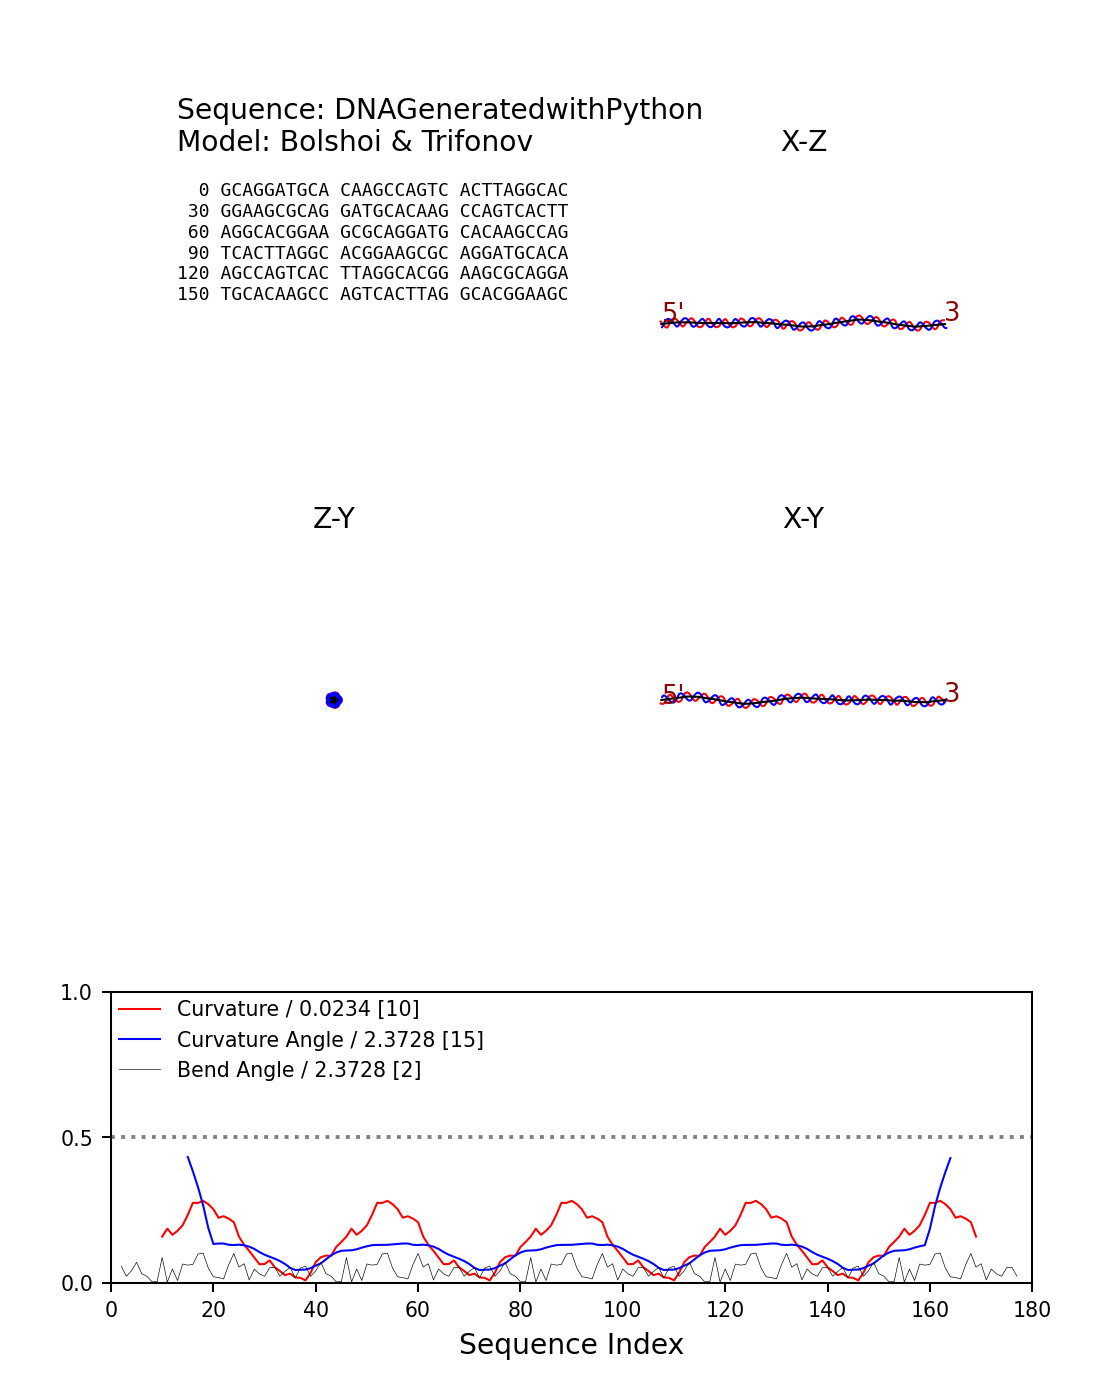 Sequence: DNAGeneratedwithPython
Model: Bolshoi & Trifonov
X-Z
0 GCAGGATGCA CAAGCCAGTC ACTTAGGCAC
30 GGAAGCGCAG GATGCACAAG CCAGTCACTT
60 AGGCACGGAA GCGCAGGATG CACAAGCCAG
90 TCACTTAGGC ACGGAAGCGC AGGATGCACA
120 AGCCAGTCAC TTAGGCACGG AAGCGCAGGA
150 TGCACAAGCC AGTCACTTAG GCACGGAAGC
5' 3
Z-Y
X-Y
5' 3
1.0
Curvature / 0.0234 [10]
Curvature Angle / 2.3728 [15]
Bend Angle / 2.3728 [2]
0.5
0.0
0 20 40 60 80 100 120 140 160 180
Sequence Index